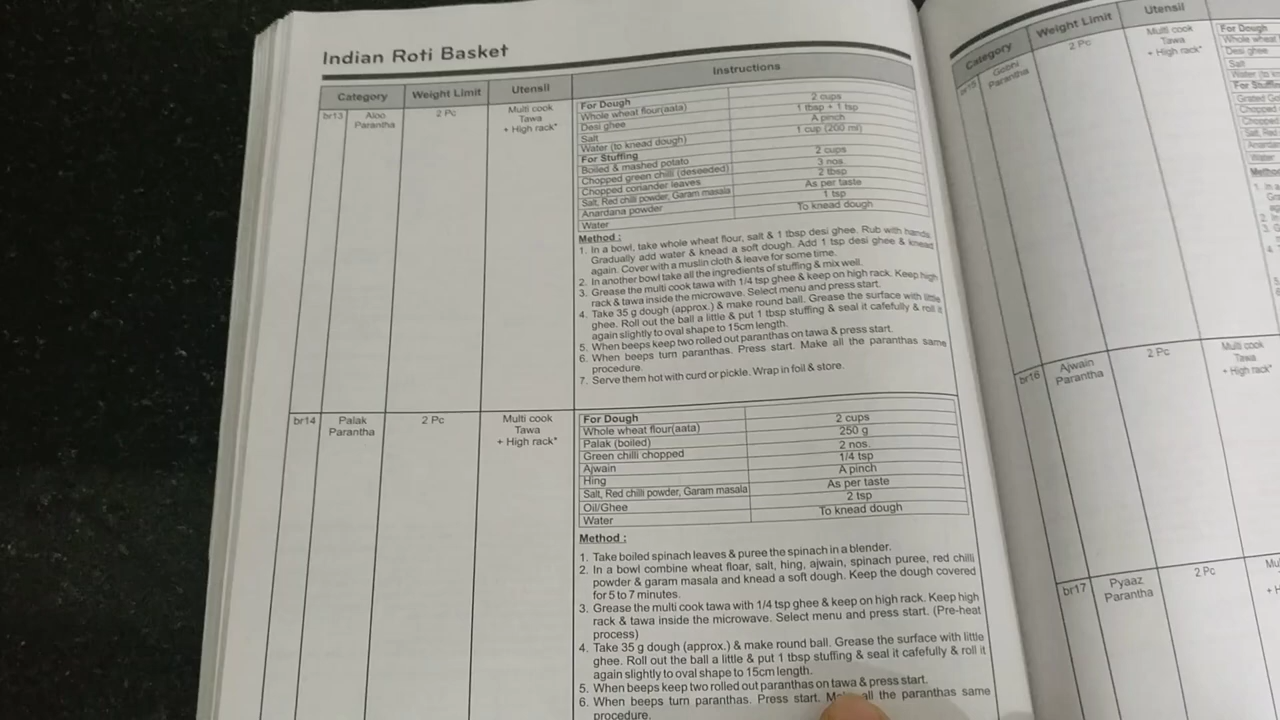 Indian Roti Basket
Category Weight Limit Utensil Instructions
br13 Aloo Parantha 2 Pc Multi cook Tawa + High rack*
For Dough
Whole wheat flour(aata) 2 cups
Desi ghee 1 tbsp + 1 tsp
Salt A pinch
Water (to knead dough) 1 cup (200 ml)
For Stuffing
Boiled & mashed potato 2 cups
Chopped green chilli (deseeded) 3 nos.
Chopped coriander leaves 2 tbsp
Salt, Red chilli powder, Garam masala As per taste
Anardana powder 1 tsp
Water To knead dough
Method :
1. In a bowl, take whole wheat flour, salt & 1 tbsp desi ghee. Rub with hands.
Gradually add water & knead a soft dough. Add 1 tsp desi ghee & knead
again. Cover with a muslin cloth & leave for some time.
2. In another bowl take all the ingredients of stuffing & mix well.
3. Grease the multi cook tawa with 1/4 tsp ghee & keep on high rack. Keep high
rack & tawa inside the microwave. Select menu and press start.
4. Take 35 g dough (approx.) & make round ball. Grease the surface with little
ghee. Roll out the ball a little & put 1 tbsp stuffing & seal it cafefully & roll it
again slightly to oval shape to 15cm length.
5. When beeps keep two rolled out paranthas on tawa & press start.
6. When beeps turn paranthas. Press start. Make all the paranthas same
procedure.
7. Serve them hot with curd or pickle. Wrap in foil & store.
br14 Palak Parantha 2 Pc Multi cook Tawa + High rack*
For Dough
Whole wheat flour(aata) 2 cups
Palak (boiled) 250 g
Green chilli chopped 2 nos.
Ajwain 1/4 tsp
Hing A pinch
Salt, Red chilli powder, Garam masala As per taste
Oil/Ghee 2 tsp
Water To knead dough
Method :
1. Take boiled spinach leaves & puree the spinach in a blender.
2. In a bowl combine wheat floar, salt, hing, ajwain, spinach puree, red chilli
powder & garam masala and knead a soft dough. Keep the dough covered
for 5 to 7 minutes.
3. Grease the multi cook tawa with 1/4 tsp ghee & keep on high rack. Keep high
rack & tawa inside the microwave. Select menu and press start. (Pre-heat
process)
4. Take 35 g dough (approx.) & make round ball. Grease the surface with little
ghee. Roll out the ball a little & put 1 tbsp stuffing & seal it cafefully & roll it
again slightly to oval shape to 15cm length.
5. When beeps keep two rolled out paranthas on tawa & press start.
6. When beeps turn paranthas. Press start. all the paranthas same
procedure.
Category Weight Limit Utensil
br15 Gobhi Parantha 2 Pc Multi cook Tawa + High rack*
For Dough
Whole wheat
Desi ghee
Salt
br16 Ajwain Parantha 2 Pc Multi cook Tawa + High rack*
br17 Pyaaz Parantha 2 Pc